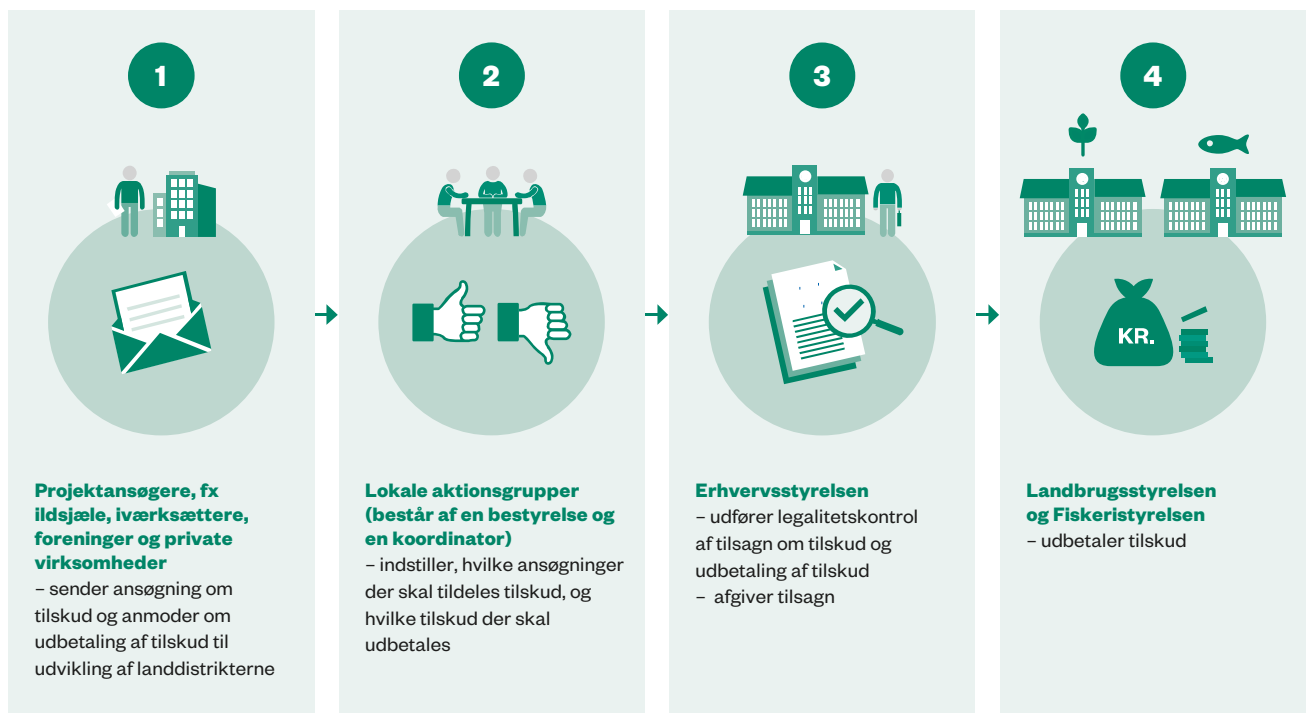 1
Projektansøgere, fx
ildsjæle, iværksættere,
foreninger og private
virksomheder
– sender ansøgning om
tilskud og anmoder om
udbetaling af tilskud til
udvikling af landdistrikterne
2
Lokale aktionsgrupper
(består af en bestyrelse og
en koordinator)
– indstiller, hvilke ansøgninger
der skal tildeles tilskud, og
hvilke tilskud der skal
udbetales
3
Erhvervsstyrelsen
– udfører legalitetskontrol
af tilsagn om tilskud og
udbetaling af tilskud
– afgiver tilsagn
4
KR.
Landbrugsstyrelsen
og Fiskeristyrelsen
– udbetaler tilskud